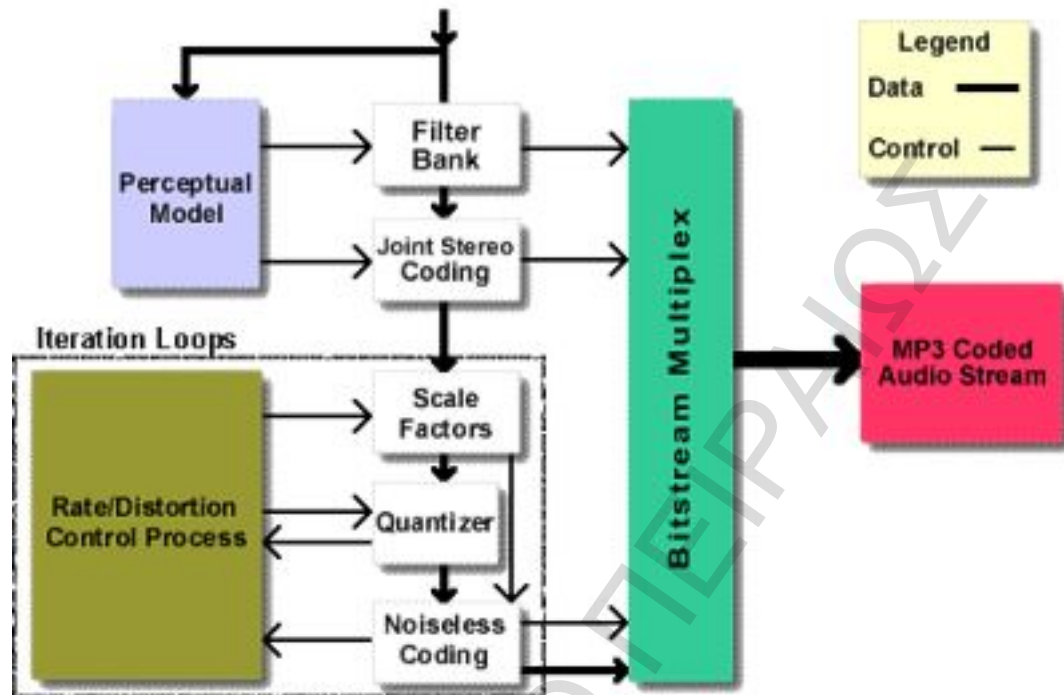 Legend
Data
Control
Filter
Bank
Perceptual
Model
Joint Stereo
Coding
Bitstream Multiplex
MP3 Coded
Audio Stream
Iteration Loops
Scale
Factors
Rate/Distortion
Control Process
Quantizer
Noiseless
Coding
ΠΕΙΡΑΙΩΣ